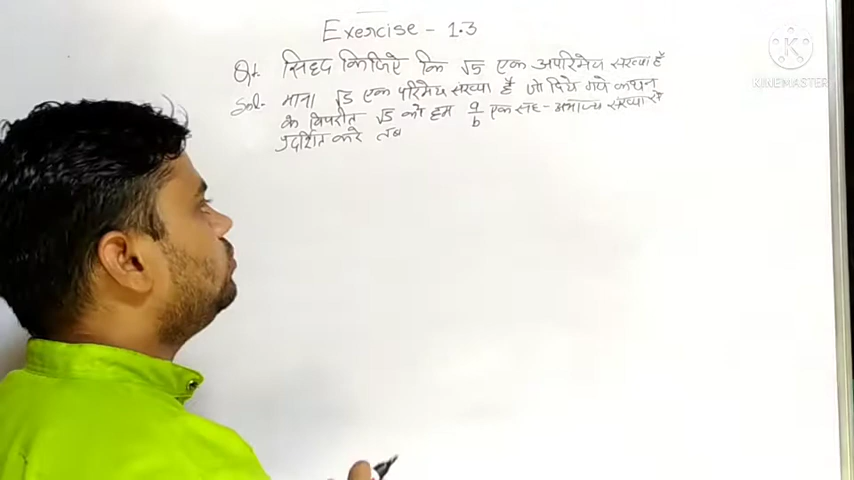 Exercise - 1.3
Q1. सिद्द किजिऐ कि √5 एक अपरिमेय संख्या है
Sol- माना √5 एक परिमेय संख्या है जो दिये गये कथन
के विपरीत √5 को हम a/b एक सह-अभाज्य संख्या से
प्रदर्शित करे तब
K
KINEMASTER